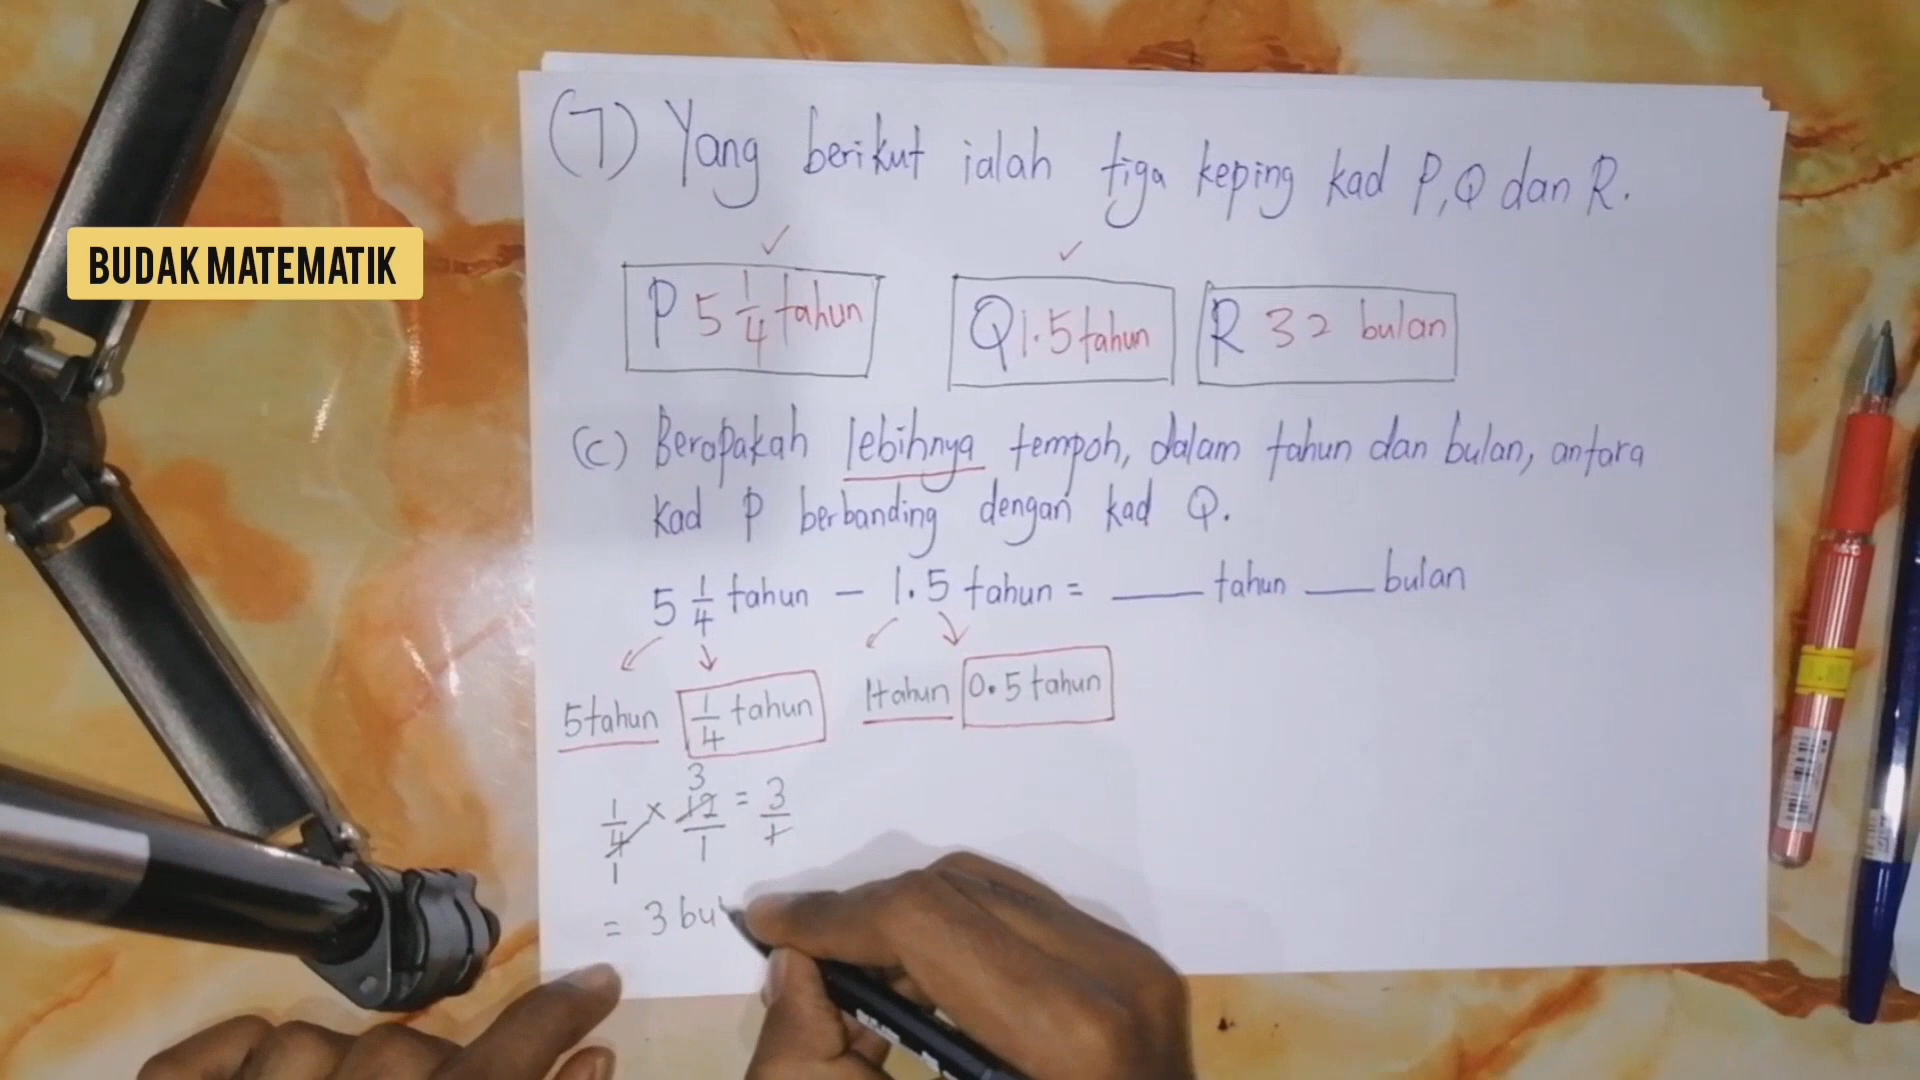 (7) Yang berikut ialah tiga keping kad P, Q dan R.
BUDAK MATEMATIK
P 5 1/4 tahun
Q 1.5 tahun
R 32 bulan
(c) Berapakah lebihnya tempoh, dalam tahun dan bulan, antara
kad P berbanding dengan kad Q.
5 1/4 tahun - 1.5 tahun = ____ tahun ____ bulan
5 tahun 1/4 tahun 1 tahun 0.5 tahun
3
1/4 × 12/1 = 3/1
1
= 3 bul